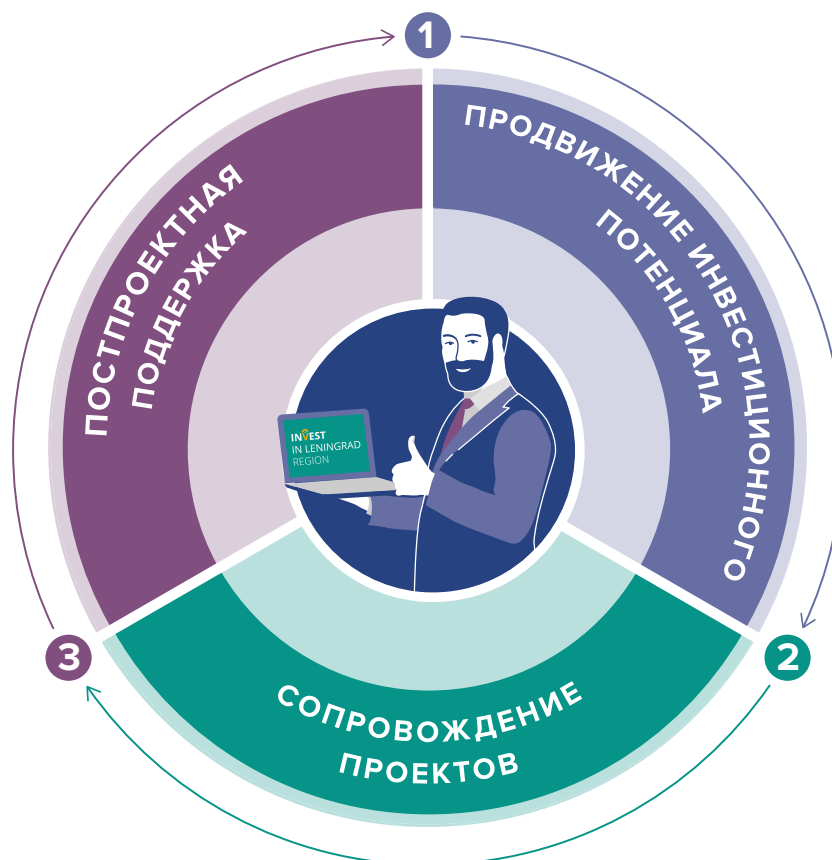 1
ПРОДВИЖЕНИЕ ИНВЕСТИЦИОННОГО
ПОТЕНЦИАЛА
2
СОПРОВОЖДЕНИЕ
ПРОЕКТОВ
3
ПОСТПРОЕКТНАЯ
ПОДДЕРЖКА
INVEST
IN LENINGRAD
REGION